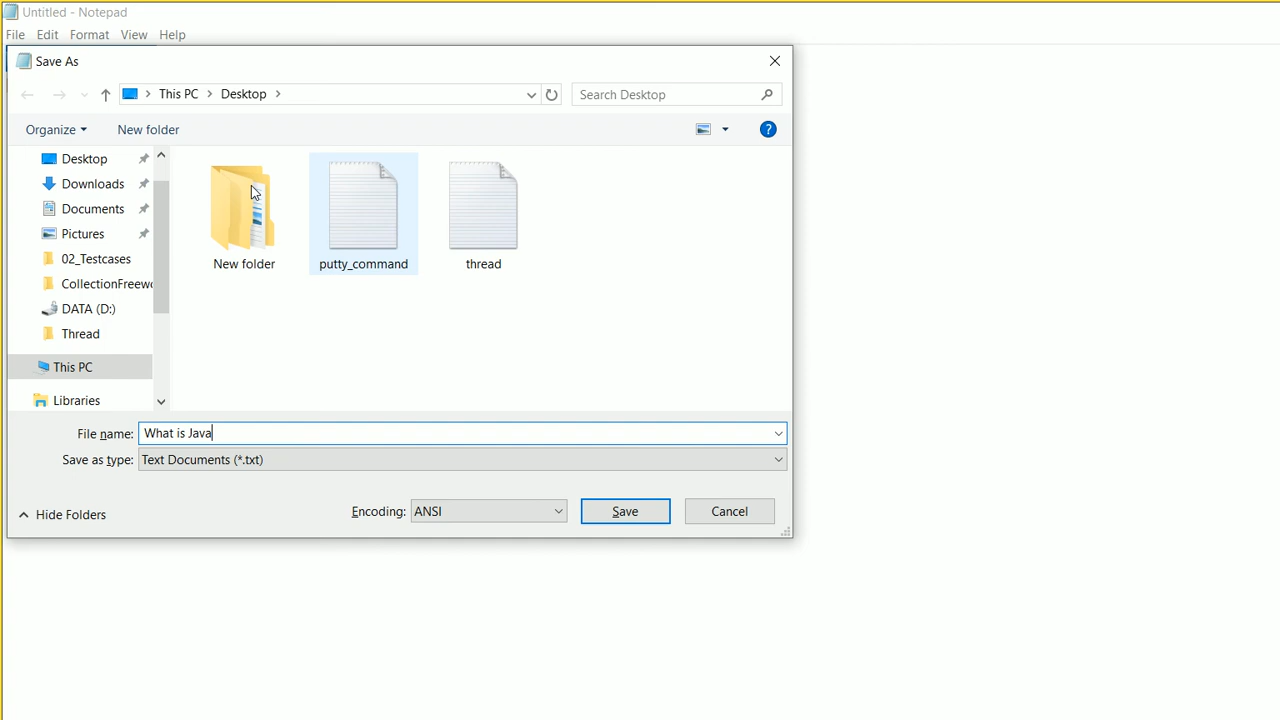 Untitled - Notepad
File Edit Format View Help
Save As
This PC Desktop
Search Desktop
Organize New folder
Desktop
Downloads
Documents
Pictures
02_Testcases
CollectionFreewo
DATA (D:)
Thread
This PC
Libraries
New folder
putty_command
thread
File name: What is Java
Save as type: Text Documents (*.txt)
Hide Folders
Encoding: ANSI
Save
Cancel